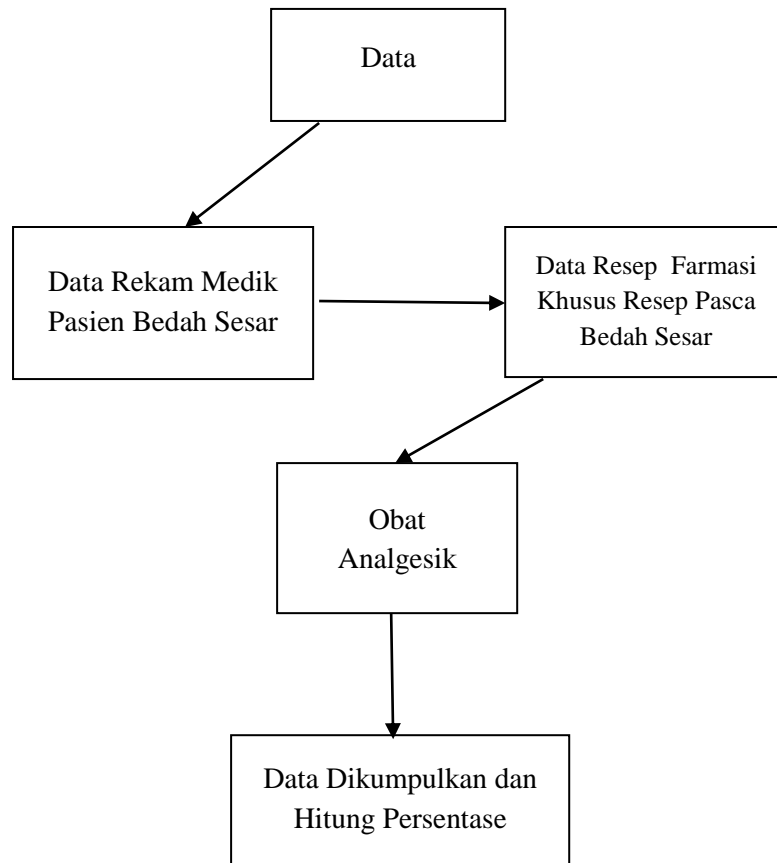 Data
Data Rekam Medik
Pasien Bedah Sesar
Data Resep  Farmasi
Khusus Resep Pasca
Bedah Sesar
Obat
Analgesik
Data Dikumpulkan dan
Hitung Persentase